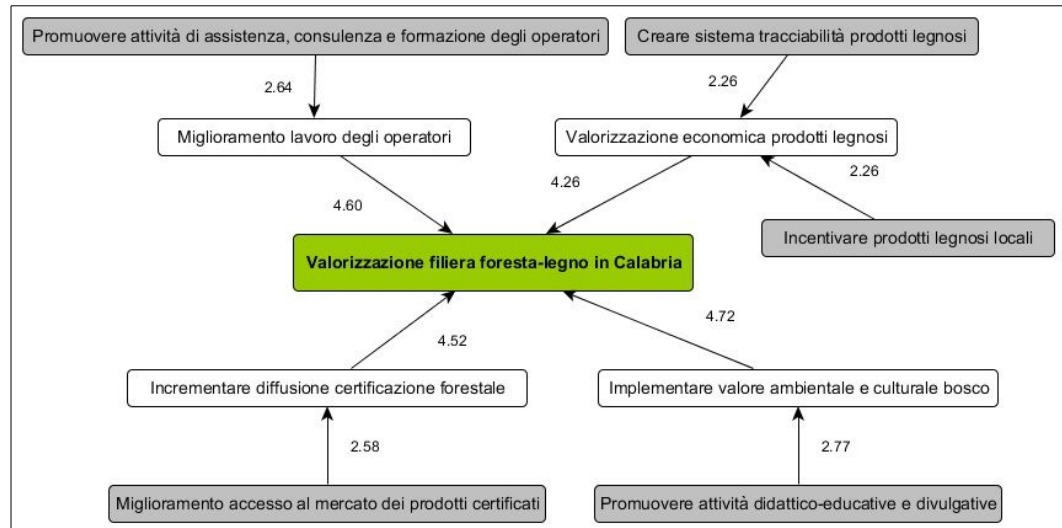 Promuovere attività di assistenza, consulenza e formazione degli operatori
Creare sistema tracciabilità prodotti legnosi
2.64
2.26
Miglioramento lavoro degli operatori
Valorizzazione economica prodotti legnosi
4.60
4.26
2.26
Incentivare prodotti legnosi locali
Valorizzazione filiera foresta-legno in Calabria
4.52
4.72
Incrementare diffusione certificazione forestale
Implementare valore ambientale e culturale bosco
2.58
2.77
Miglioramento accesso al mercato dei prodotti certificati
Promuovere attività didattico-educative e divulgative